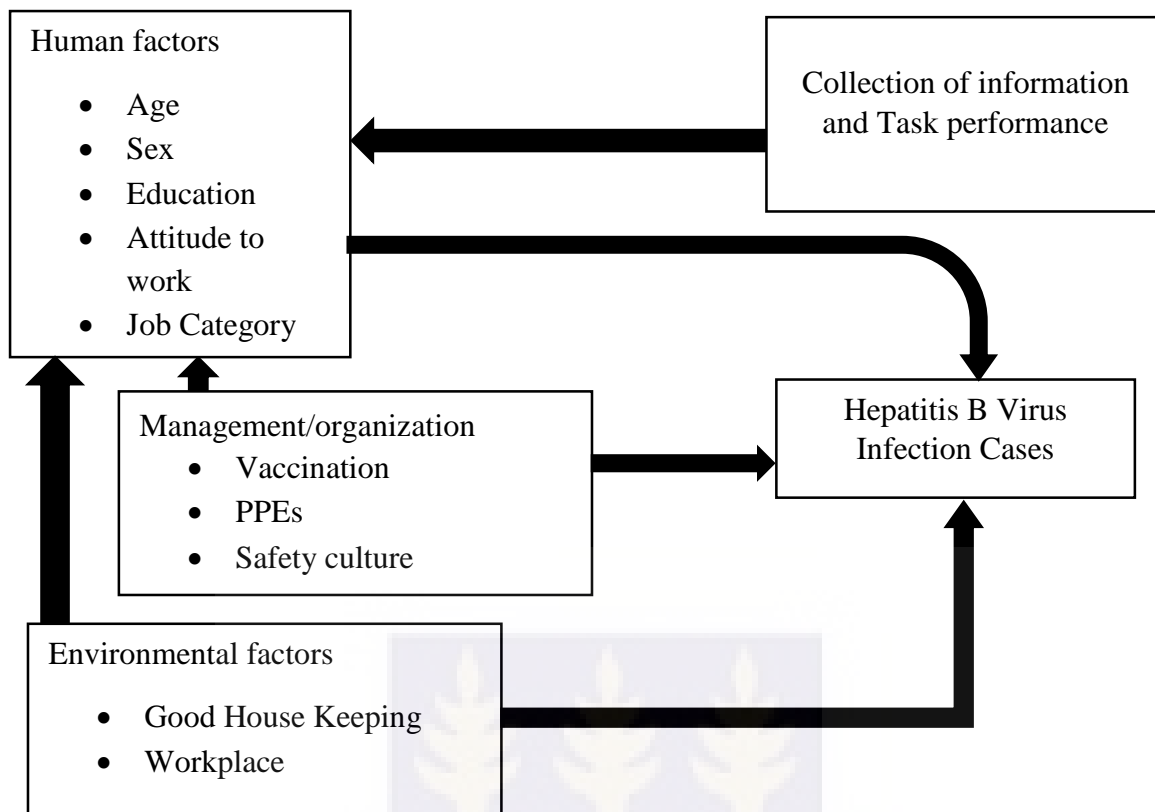 Human factors
• Age
• Sex
• Education
• Attitude to
work
• Job Category
Collection of information
and Task performance
Management/organization
• Vaccination
• PPEs
• Safety culture
Hepatitis B Virus
Infection Cases
Environmental factors
• Good House Keeping
• Workplace